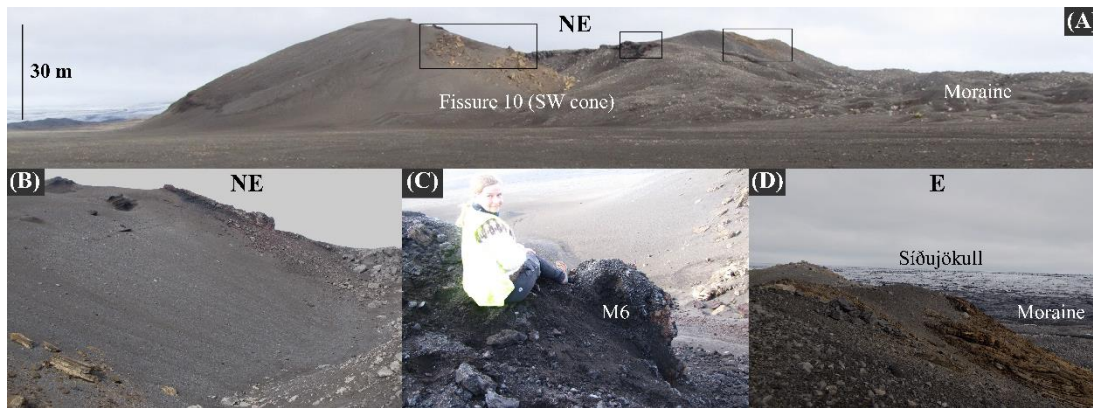 NE
(A)
30 m
Fissure 10 (SW cone)
Moraine
(B)
NE
(C)
M6
(D)
E
Síðujökull
Moraine